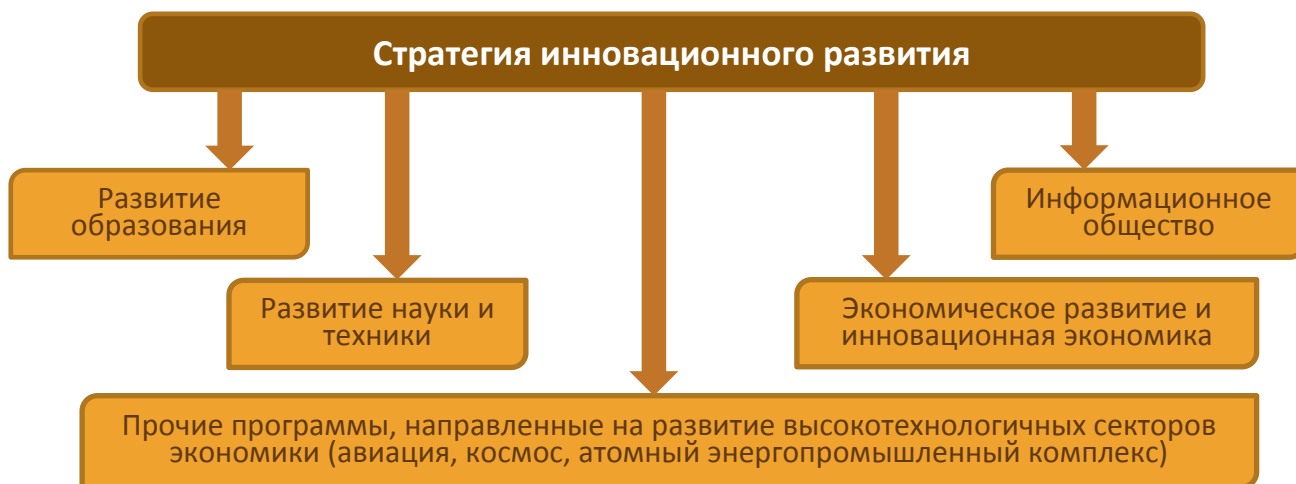 Стратегия инновационного развития
Развитие
образования
Информационное
общество
Развитие науки и
техники
Экономическое развитие и
инновационная экономика
Прочие программы, направленные на развитие высокотехнологичных секторов
экономики (авиация, космос, атомный энергопромышленный комплекс)